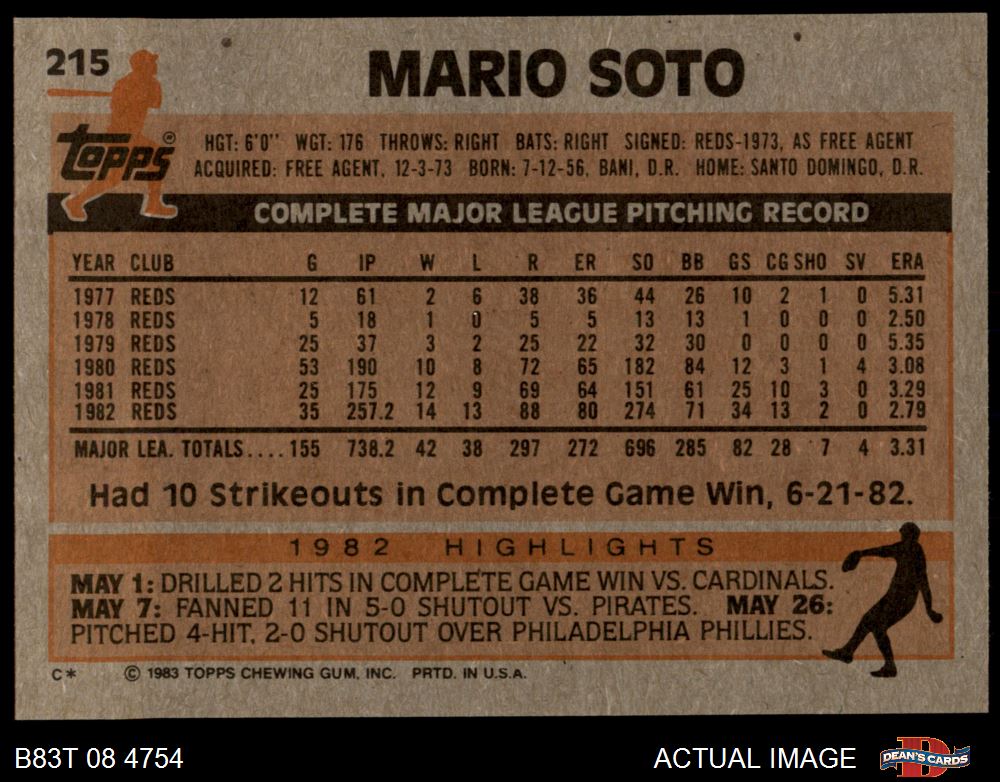 215
MARIO SOTO
topps®
HGT: 6'0" WGT: 176 THROWS: RIGHT BATS: RIGHT SIGNED: REDS-1973, AS FREE AGENT
ACQUIRED: FREE AGENT, 12-3-73 BORN: 7-12-56, BANI, D.R. HOME: SANTO DOMINGO, D.R.
COMPLETE MAJOR LEAGUE PITCHING RECORD
YEAR CLUB G IP W L R ER SO BB GS CG SHO SV ERA
1977 REDS 12 61 2 6 38 36 44 26 10 2 1 0 5.31
1978 REDS 5 18 1 0 5 5 13 13 1 0 0 0 2.50
1979 REDS 25 37 3 2 25 22 32 30 0 0 0 0 5.35
1980 REDS 53 190 10 8 72 65 182 84 12 3 1 4 3.08
1981 REDS 25 175 12 9 69 64 151 61 25 10 3 0 3.29
1982 REDS 35 257.2 14 13 88 80 274 71 34 13 2 0 2.79
MAJOR LEA. TOTALS....155 738.2 42 38 297 272 696 285 82 28 7 4 3.31
Had 10 Strikeouts in Complete Game Win, 6-21-82.
1982 HIGHLIGHTS
MAY 1: DRILLED 2 HITS IN COMPLETE GAME WIN VS. CARDINALS.
MAY 7: FANNED 11 IN 5-0 SHUTOUT VS. PIRATES. MAY 26:
PITCHED 4-HIT, 2-0 SHUTOUT OVER PHILADELPHIA PHILLIES.
C* © 1983 TOPPS CHEWING GUM, INC. PRTD. IN U.S.A.
B83T 08 4754 ACTUAL IMAGE DEAN'S CARDS